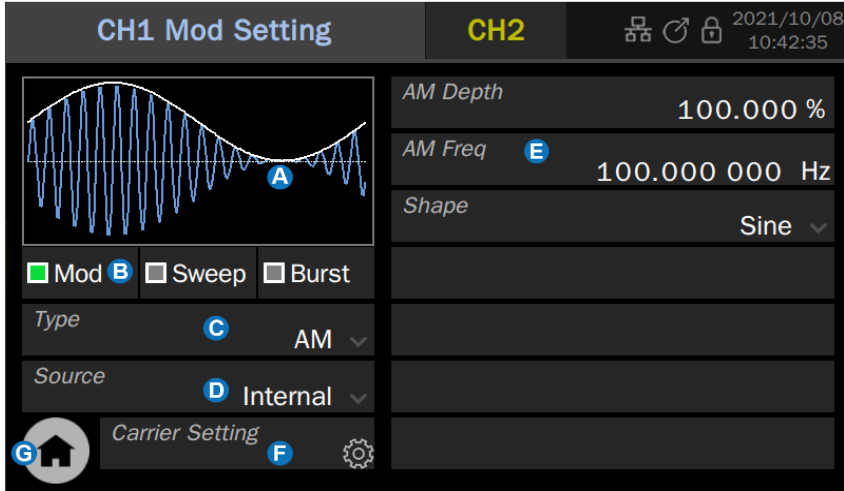 CH1 Mod Setting
CH2
2021/10/08
10:42:35
A
Mod B Sweep Burst
Type
C
AM
Source
D
Internal
Carrier Setting
F
G
AM Depth
100.000 %
AM Freq E
100.000 000 Hz
Shape
Sine